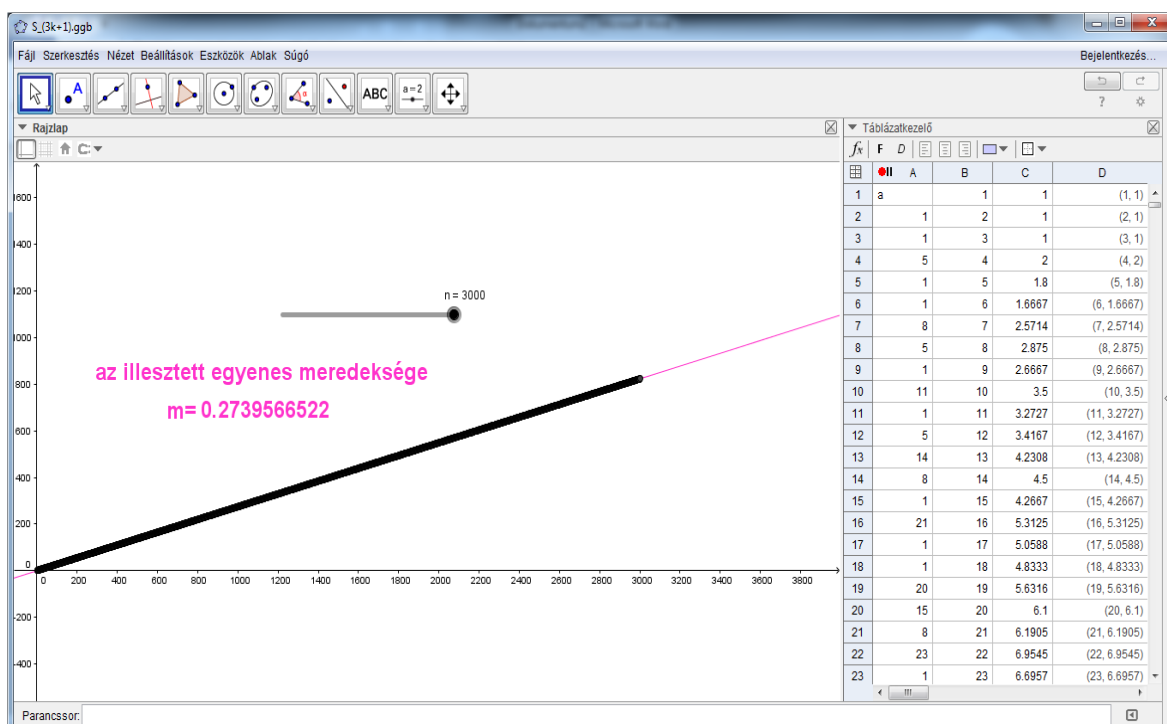 S_(3k+1).ggb
Fájl Szerkesztés Nézet Beállítások Eszközök Ablak Súgó Bejelentkezés...
ABC a=2
Rajzlap
Táblázatkezelő
fx F D
A B C D
1 a 1 1 (1, 1)
2 1 2 1 (2, 1)
3 1 3 1 (3, 1)
4 5 4 2 (4, 2)
5 1 5 1.8 (5, 1.8)
6 1 6 1.6667 (6, 1.6667)
7 8 7 2.5714 (7, 2.5714)
8 5 8 2.875 (8, 2.875)
9 1 9 2.6667 (9, 2.6667)
10 11 10 3.5 (10, 3.5)
11 1 11 3.2727 (11, 3.2727)
12 5 12 3.4167 (12, 3.4167)
13 14 13 4.2308 (13, 4.2308)
14 8 14 4.5 (14, 4.5)
15 1 15 4.2667 (15, 4.2667)
16 21 16 5.3125 (16, 5.3125)
17 1 17 5.0588 (17, 5.0588)
18 1 18 4.8333 (18, 4.8333)
19 20 19 5.6316 (19, 5.6316)
20 15 20 6.1 (20, 6.1)
21 8 21 6.1905 (21, 6.1905)
22 23 22 6.9545 (22, 6.9545)
23 1 23 6.6957 (23, 6.6957)
1600
1400
1200
1000
800
600
400
200
0
-200
-400
0 200 400 600 800 1000 1200 1400 1600 1800 2000 2200 2400 2600 2800 3000 3200 3400 3600 3800
n = 3000
az illesztett egyenes meredeksége
m= 0.2739566522
Parancssor: